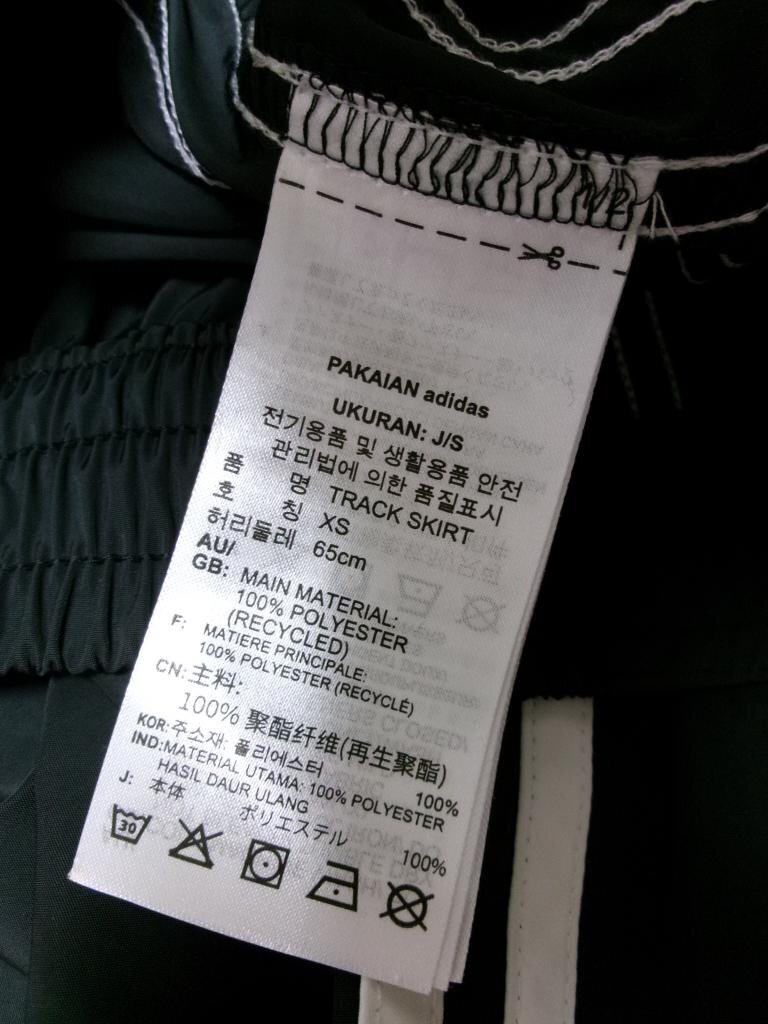 PAKAIAN adidas
UKURAN: J/S
전기용품 및 생활용품 안전
관리법에 의한 품질표시
품 명 TRACK SKIRT
호 칭 XS
허리둘레 65cm
AU/
GB: MAIN MATERIAL:
100% POLYESTER
(RECYCLED)
F: MATIERE PRINCIPALE:
100% POLYESTER (RECYCLÉ)
CN: 主料:
100% 聚酯纤维(再生聚酯)
KOR: 주소재: 폴리에스터 100%
IND: MATERIAL UTAMA: 100% POLYESTER
HASIL DAUR ULANG
J: 本体 ポリエステル 100%
30